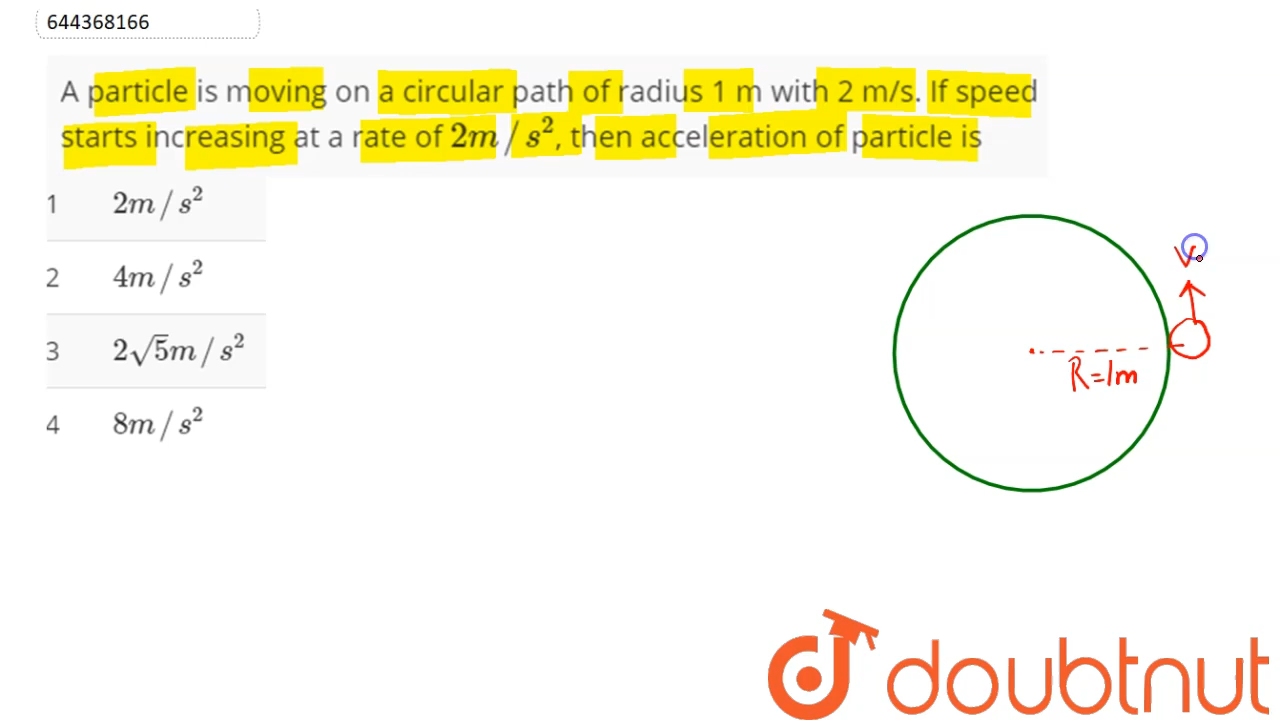 644368166
A particle is moving on a circular path of radius 1 m with 2 m/s. If speed
starts increasing at a rate of 2m/s², then acceleration of particle is
1 2m/s²
2 4m/s²
3 2√5m/s²
4 8m/s²
V
R=1m
doubtnut